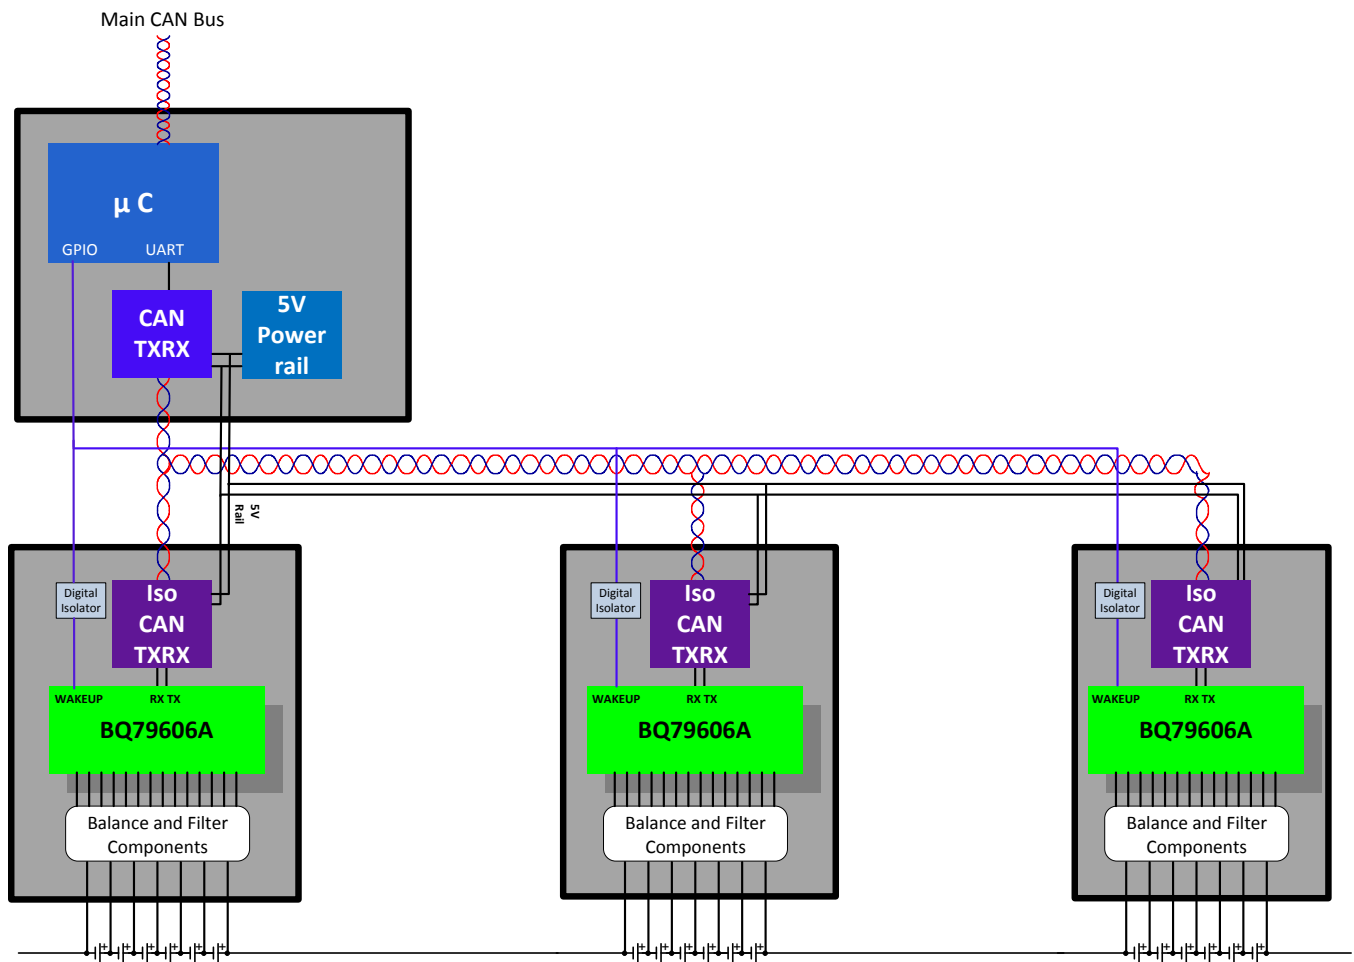 Main CAN Bus
µ C
GPIO UART
CAN
TXRX
5V
Power
rail
5V
Rail
Digital
Isolator
Iso
CAN
TXRX
WAKEUP RX TX
BQ79606A
Balance and Filter
Components
Digital
Isolator
Iso
CAN
TXRX
WAKEUP RX TX
BQ79606A
Balance and Filter
Components
Digital
Isolator
Iso
CAN
TXRX
WAKEUP RX TX
BQ79606A
Balance and Filter
Components